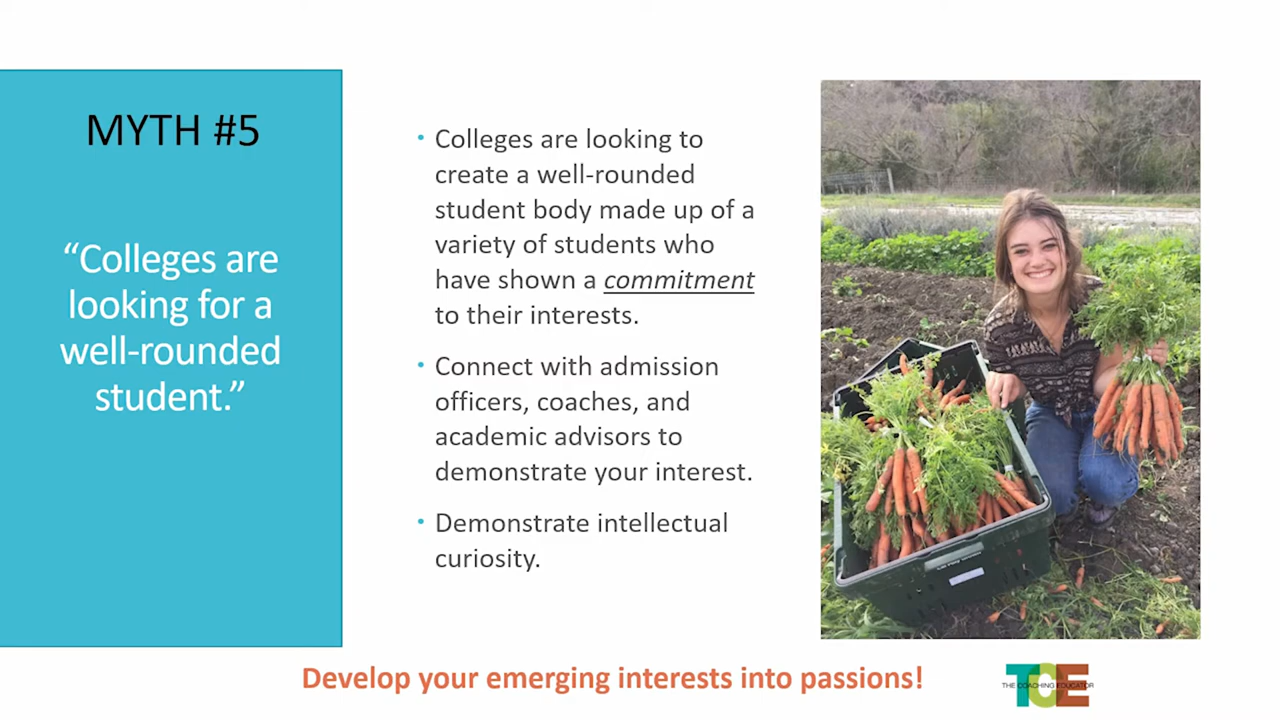 MYTH #5
“Colleges are
looking for a
well-rounded
student.”
• Colleges are looking to
create a well-rounded
student body made up of a
variety of students who
have shown a commitment
to their interests.
• Connect with admission
officers, coaches, and
academic advisors to
demonstrate your interest.
• Demonstrate intellectual
curiosity.
Develop your emerging interests into passions!
TCE
THE COACHING EDUCATOR